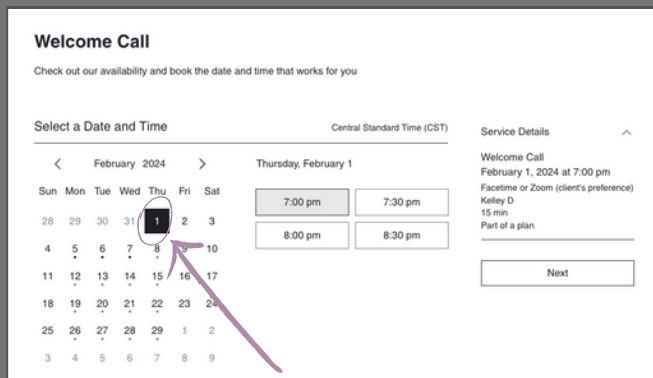 Welcome Call
Check out our availability and book the date and time that works for you
Select a Date and Time
Central Standard Time (CST)
February 2024
Sun Mon Tue Wed Thu Fri Sat
28 29 30 31 1 2 3
4 5 6 7 8 9 10
11 12 13 14 15 16 17
18 19 20 21 22 23 24
25 26 27 28 29 1 2
3 4 5 6 7 8 9
Thursday, February 1
7:00 pm 7:30 pm
8:00 pm 8:30 pm
Service Details
Welcome Call
February 1, 2024 at 7:00 pm
Facetime or Zoom (client's preference)
Kelley D
15 min
Part of a plan
Next